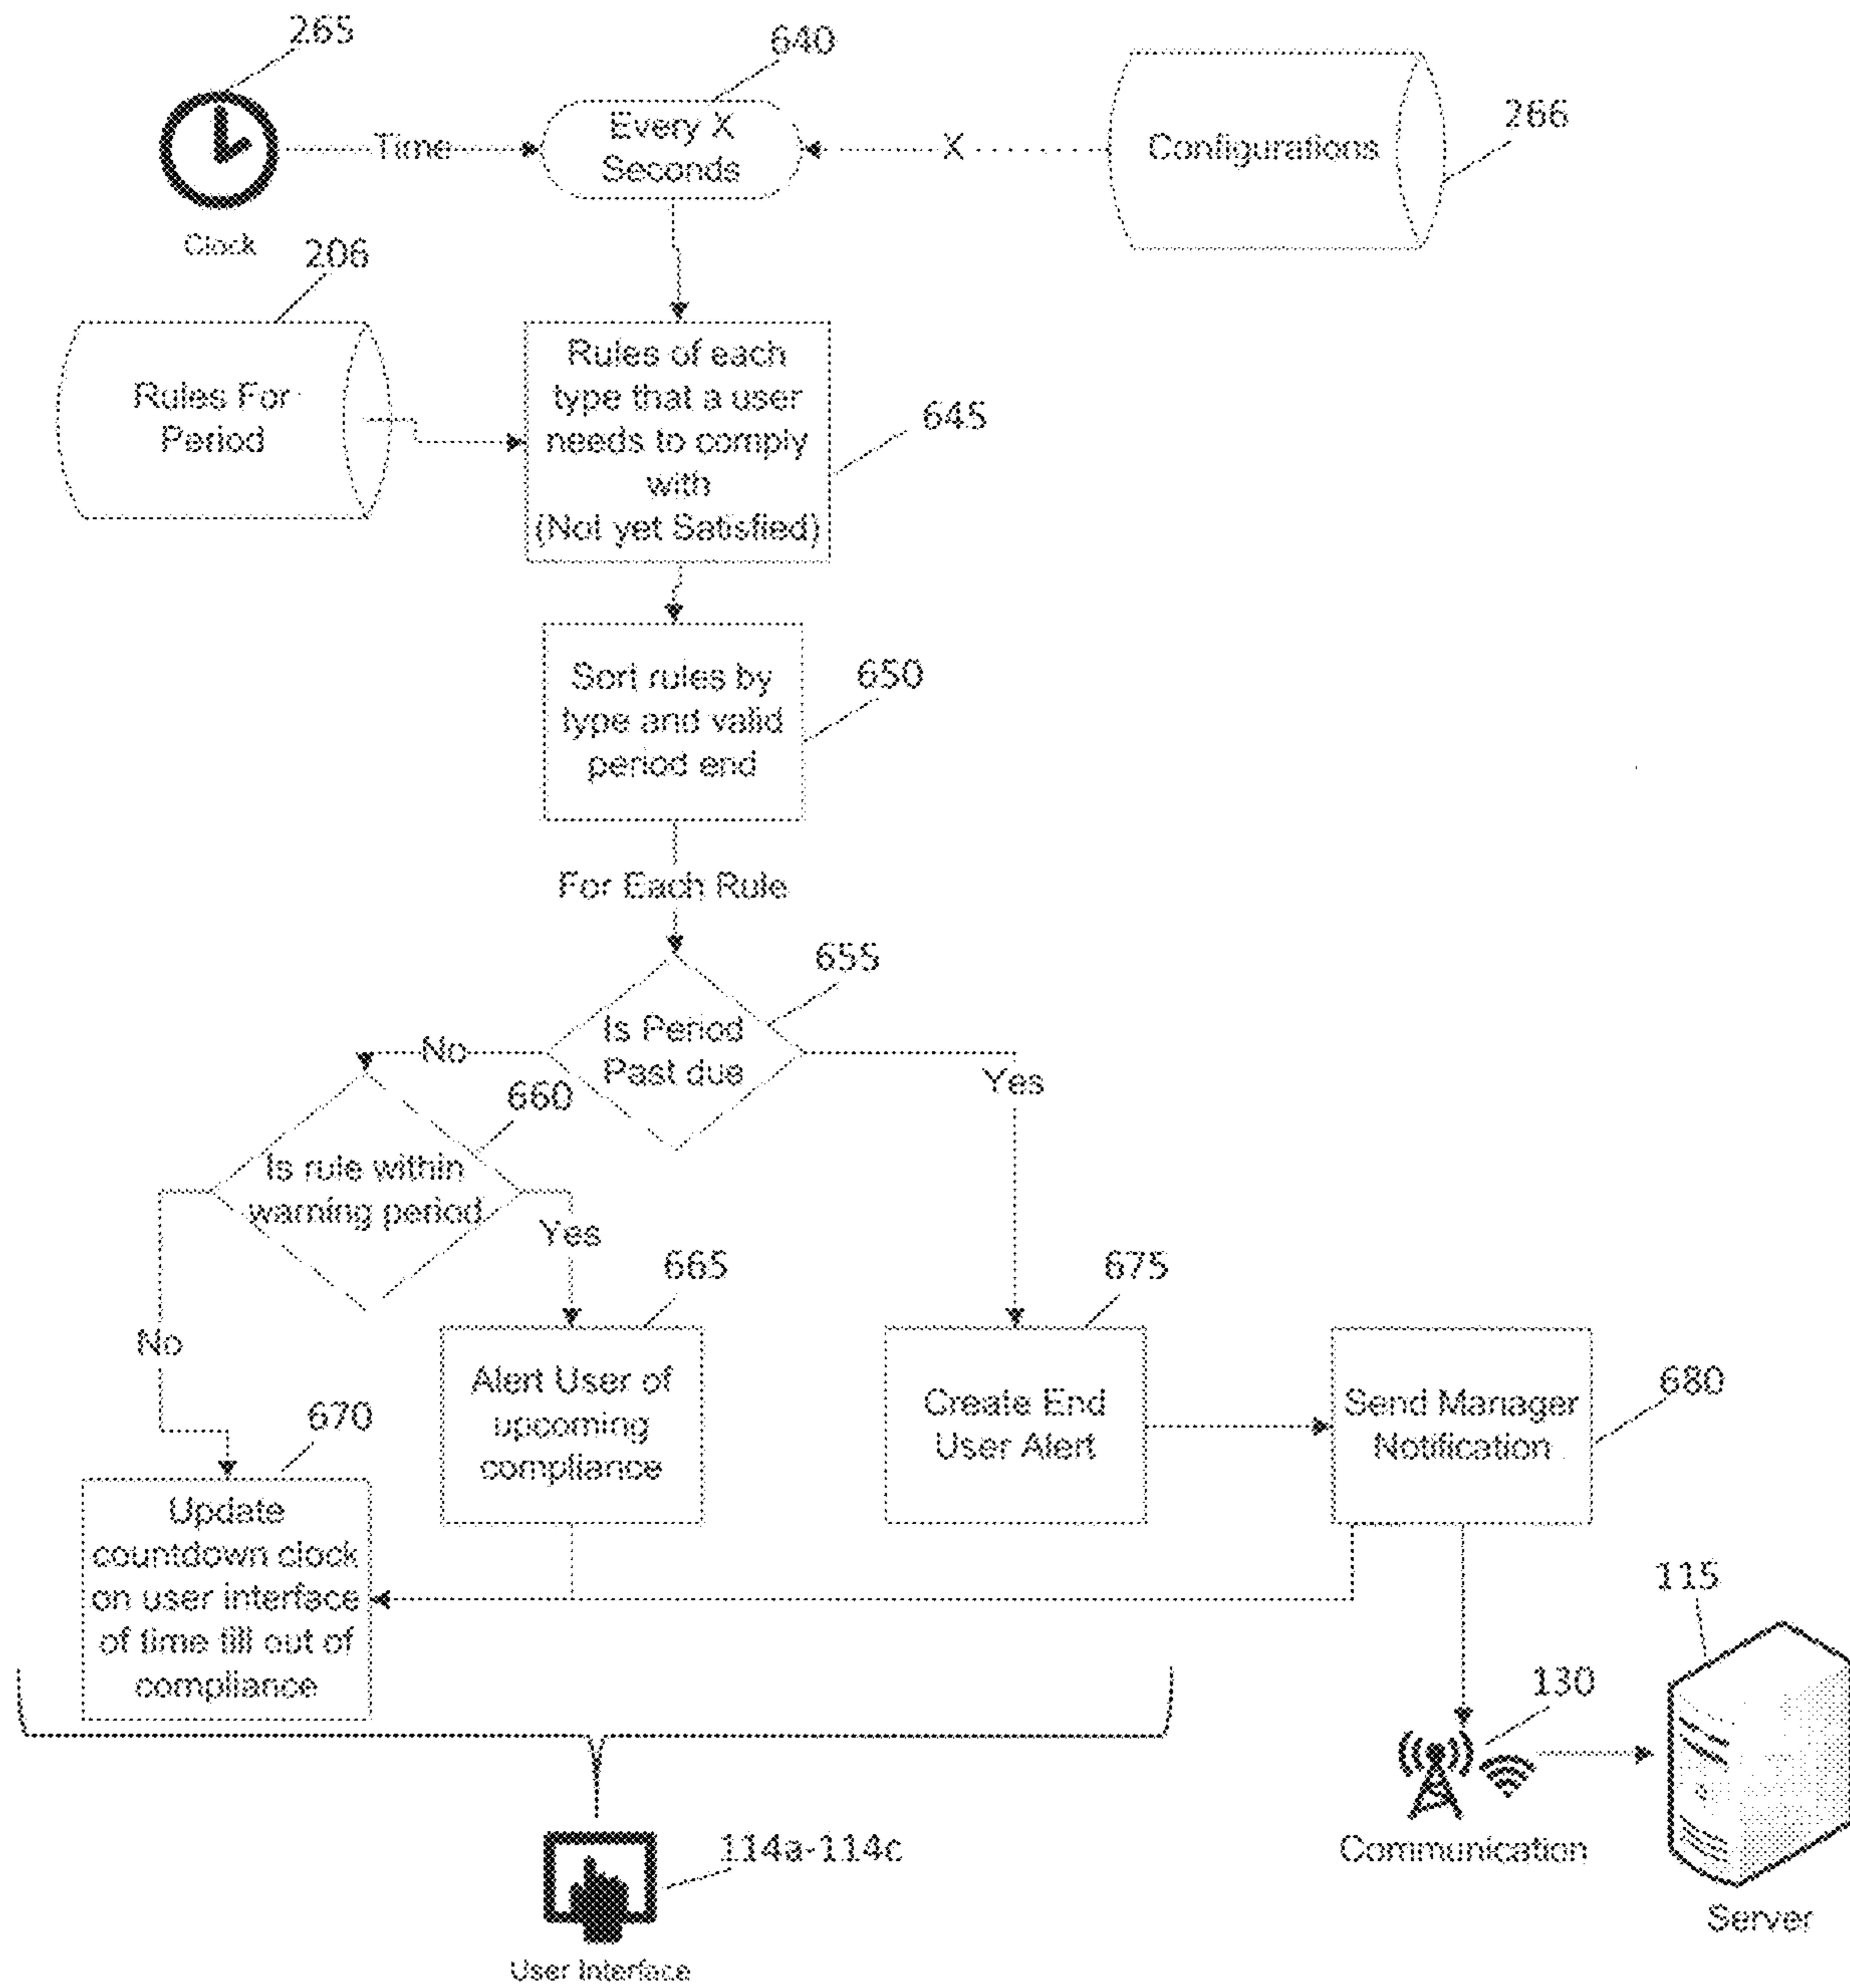 265
640
266
Time
Every X
Seconds
X
Configurations
Clock
206
Rules For
Period
Rules of each
type that a user
needs to comply
with
(Not yet Satisfied)
645
Sort rules by
type and valid
period end
650
For Each Rule
655
Is Period
Past due
No
Yes
660
Is rule within
warning period
Yes
No
665
675
Alert User of
upcoming
compliance
Create End
User Alert
Send Manager
Notification
680
670
Update
countdown clock
on user interface
of time till out of
compliance
115
130
Communication
Server
114a-114c
User Interface